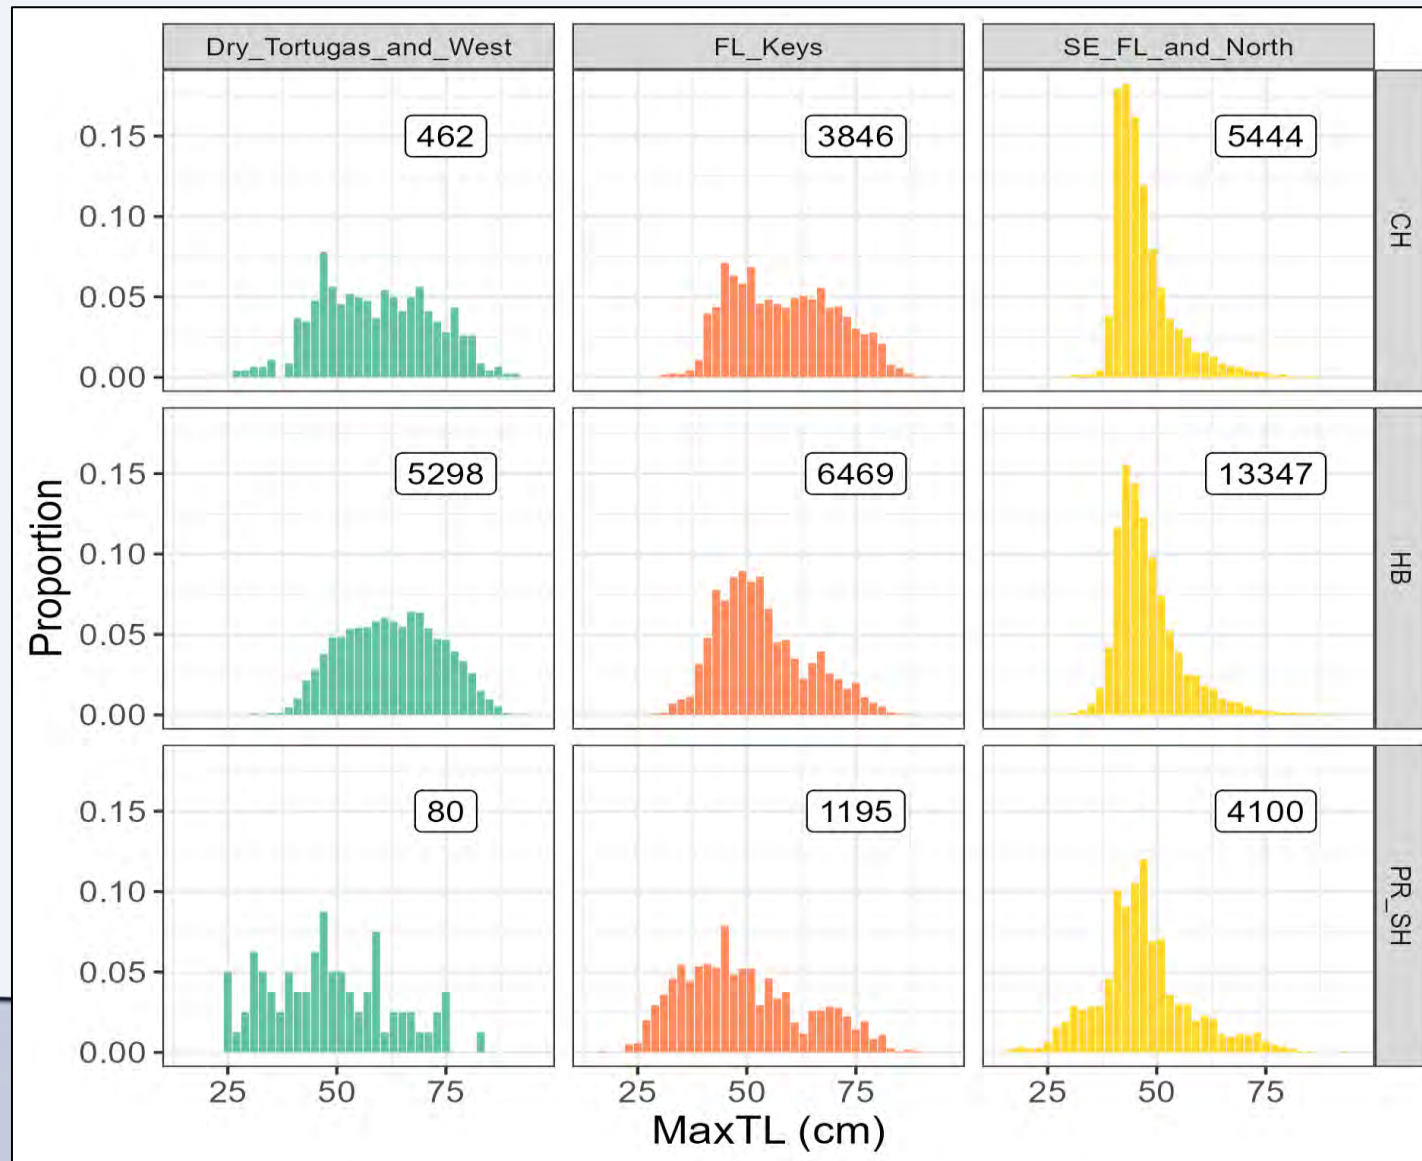 Dry_Tortugas_and_West FL_Keys SE_FL_and_North
0.15 462 3846 5444
0.10 CH
0.05
0.00
0.15 5298 6469 13347
0.10 HB
0.05
0.00
Proportion
0.15 80 1195 4100
0.10 PR_SH
0.05
0.00
25 50 75 25 50 75 25 50 75
MaxTL (cm)